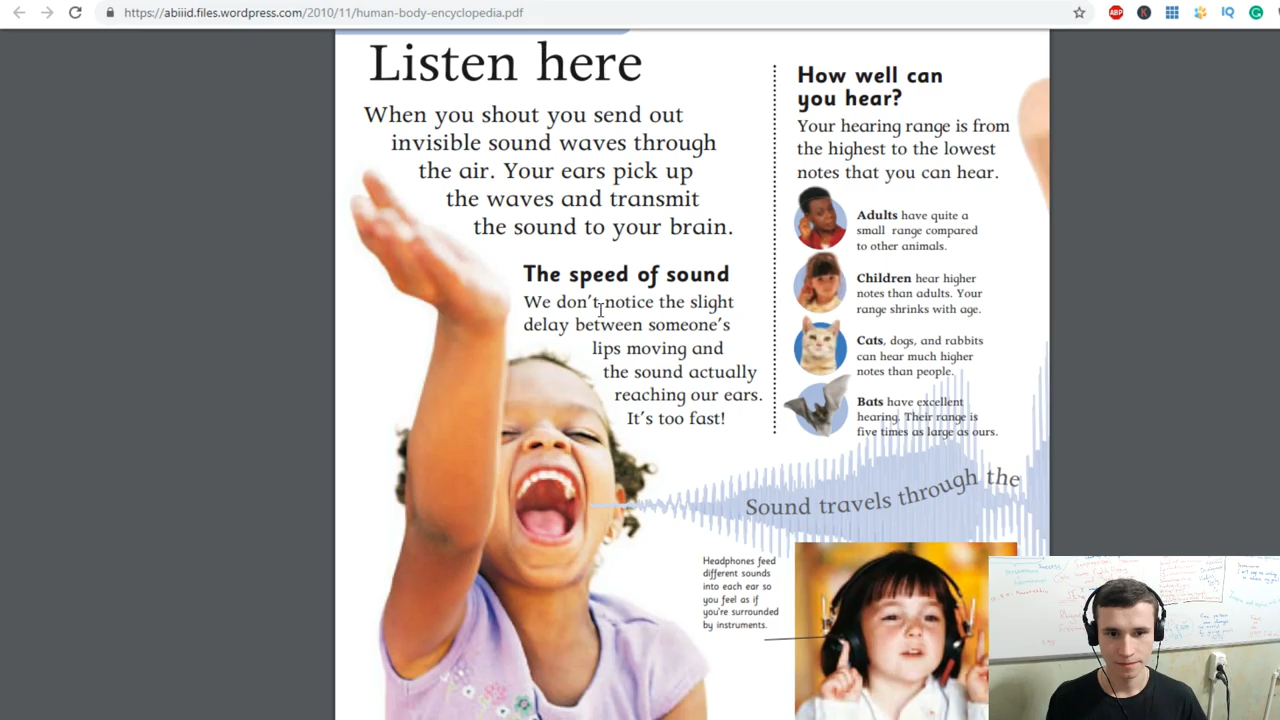 https://abiiid.files.wordpress.com/2010/11/human-body-encyclopedia.pdf
ABP
K
IQ
G
Listen here
When you shout you send out
invisible sound waves through
the air. Your ears pick up
the waves and transmit
the sound to your brain.
The speed of sound
We don't notice the slight
delay between someone's
lips moving and
the sound actually
reaching our ears.
It's too fast!
How well can
you hear?
Your hearing range is from
the highest to the lowest
notes that you can hear.
Adults have quite a
small range compared
to other animals.
Children hear higher
notes than adults. Your
range shrinks with age.
Cats, dogs, and rabbits
can hear much higher
notes than people.
Bats have excellent
hearing. Their range is
five times as large as ours.
Sound travels through the
Headphones feed
different sounds
into each ear so
you feel as if
you're surrounded
by instruments.
Success